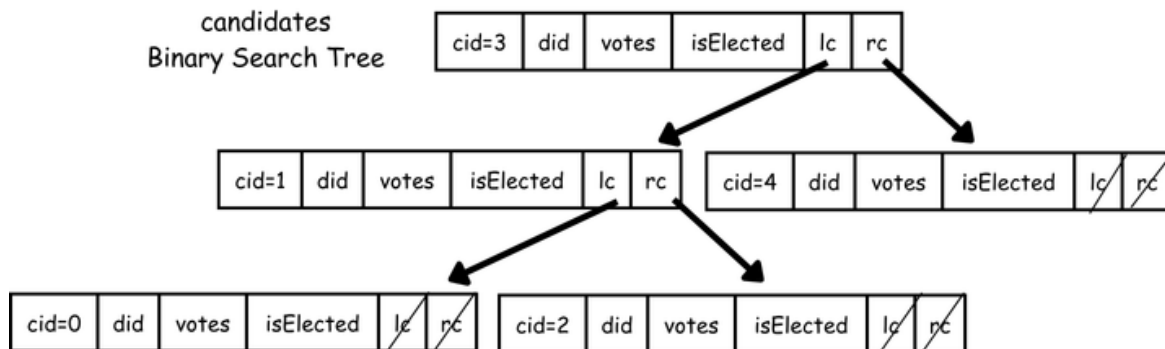 candidates
Binary Search Tree
cid=3 did votes isElected lc rc
cid=1 did votes isElected lc rc
cid=4 did votes isElected lc rc
cid=0 did votes isElected lc rc
cid=2 did votes isElected lc rc